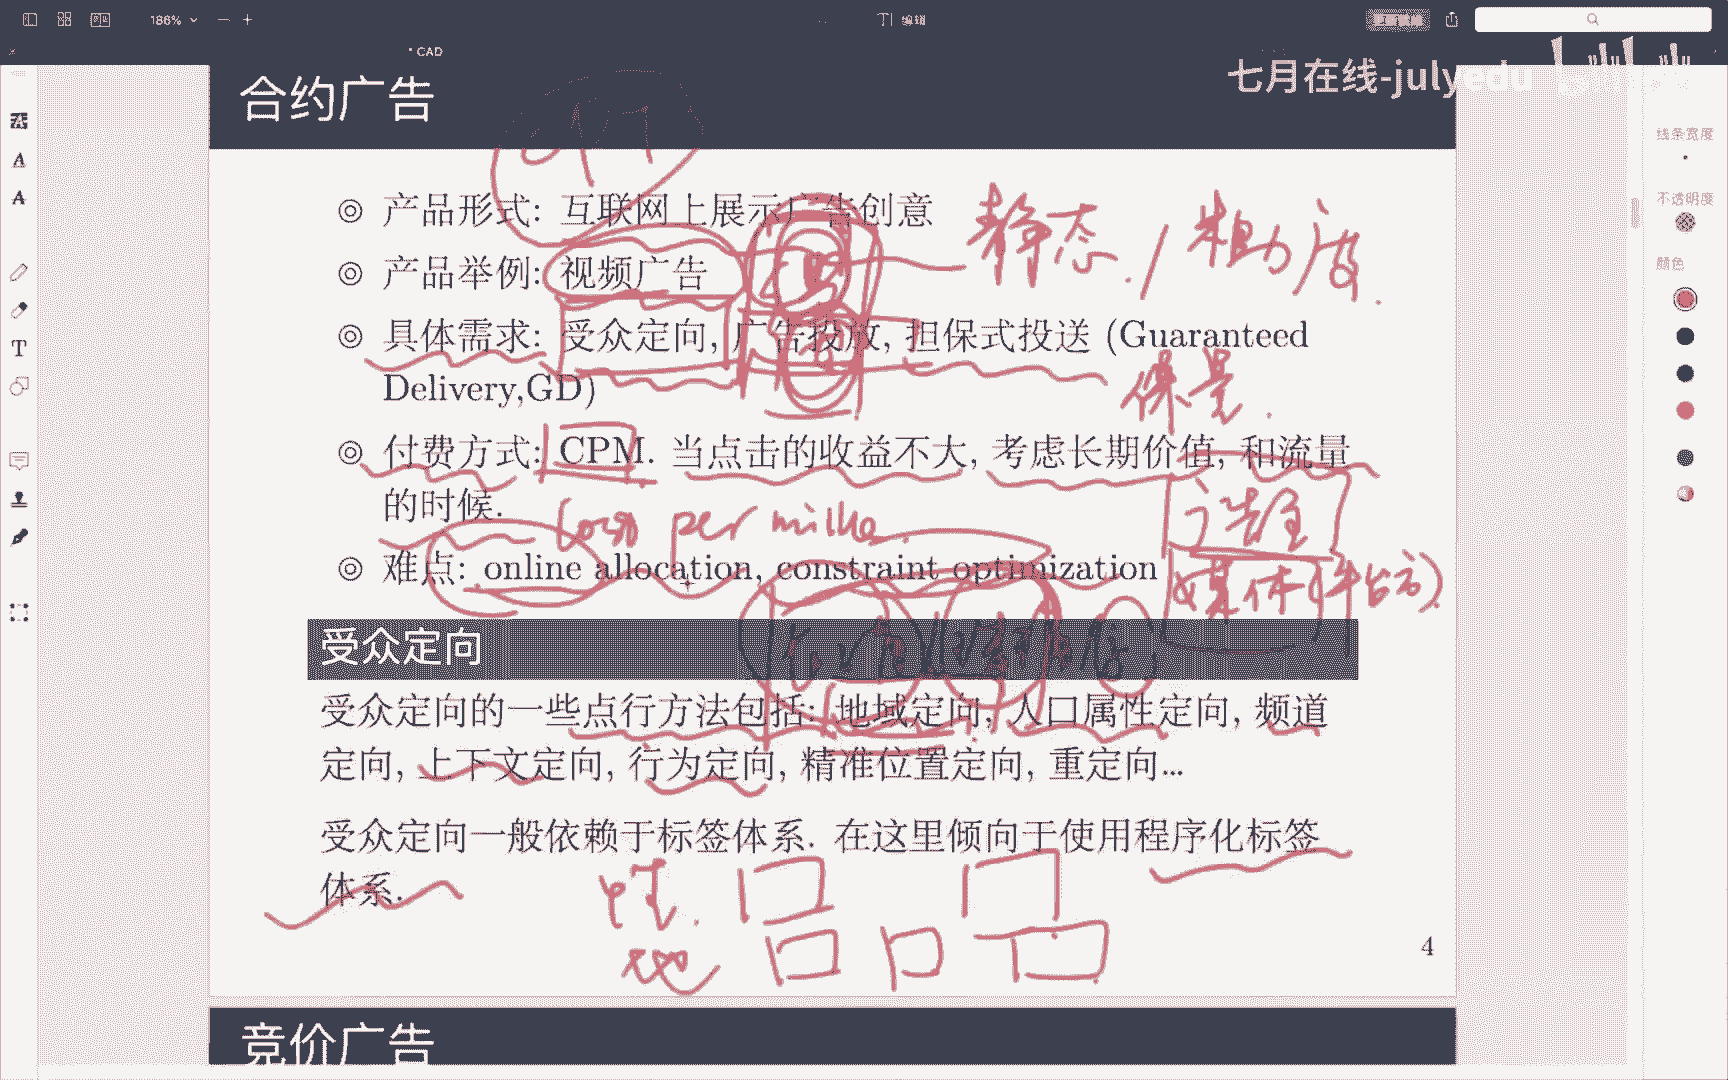 186%
编辑
CAD
七月在线-julyedu
合约广告
线条宽度
不透明度
颜色
产品形式: 互联网上展示广告创意
静态 / 粗力度
产品举例: 视频广告
具体需求: 受众定向, 广告投放, 担保式投送 (Guaranteed
Delivery,GD)
保量.
付费方式: CPM. 当点击的收益不大, 考虑长期价值, 和流量
的时候.
per mille
广告主
难点: online allocation, constraint optimization
媒体(平台方)
受众定向
受众定向的一些点行方法包括: 地域定向, 人口属性定向, 频道
定向, 上下文定向, 行为定向, 精准位置定向, 重定向...
受众定向一般依赖于标签体系. 在这里倾向于使用程序化标签
体系.
性.
地
4
竞价广告